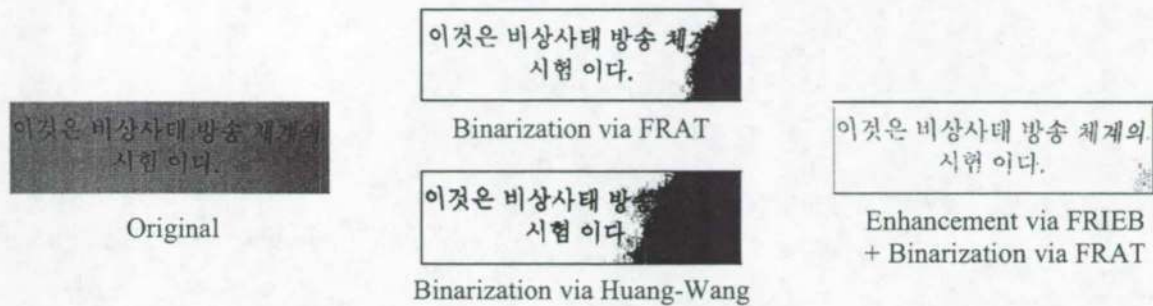 이것은 비상사태 방송 체계의
시험 이다.
Original
이것은 비상사태 방송
시험 이다.
Binarization via FRAT
이것은 비상사태
시험 이다
Binarization via Huang-Wang
이것은 비상사태 방송 체계의
시험 이다.
Enhancement via FRIEB
+ Binarization via FRAT